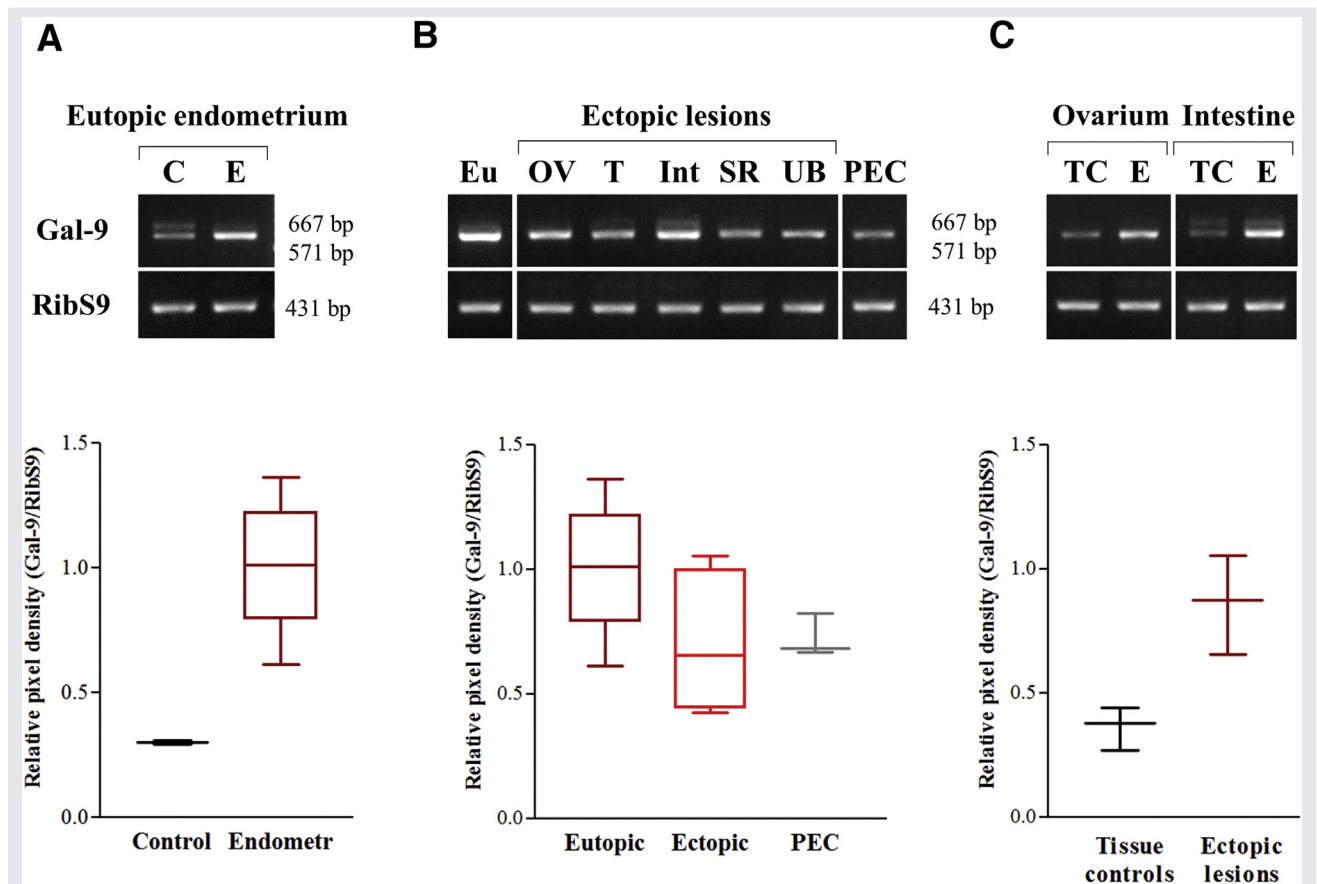 A
B
C
Eutopic endometrium
C E
Gal-9
667 bp
571 bp
RibS9
431 bp
Ectopic lesions
Eu OV T Int SR UB PEC
667 bp
571 bp
431 bp
Ovarium Intestine
TC E TC E
Relative pixel density (Gal-9/RibS9)
1.5
1.0
0.5
0.0
Control Endometr
Relative pixel density (Gal-9/RibS9)
1.5
1.0
0.5
0.0
Eutopic Ectopic PEC
Relative pixel density (Gal-9/RibS9)
1.5
1.0
0.5
0.0
Tissue Ectopic
controls lesions